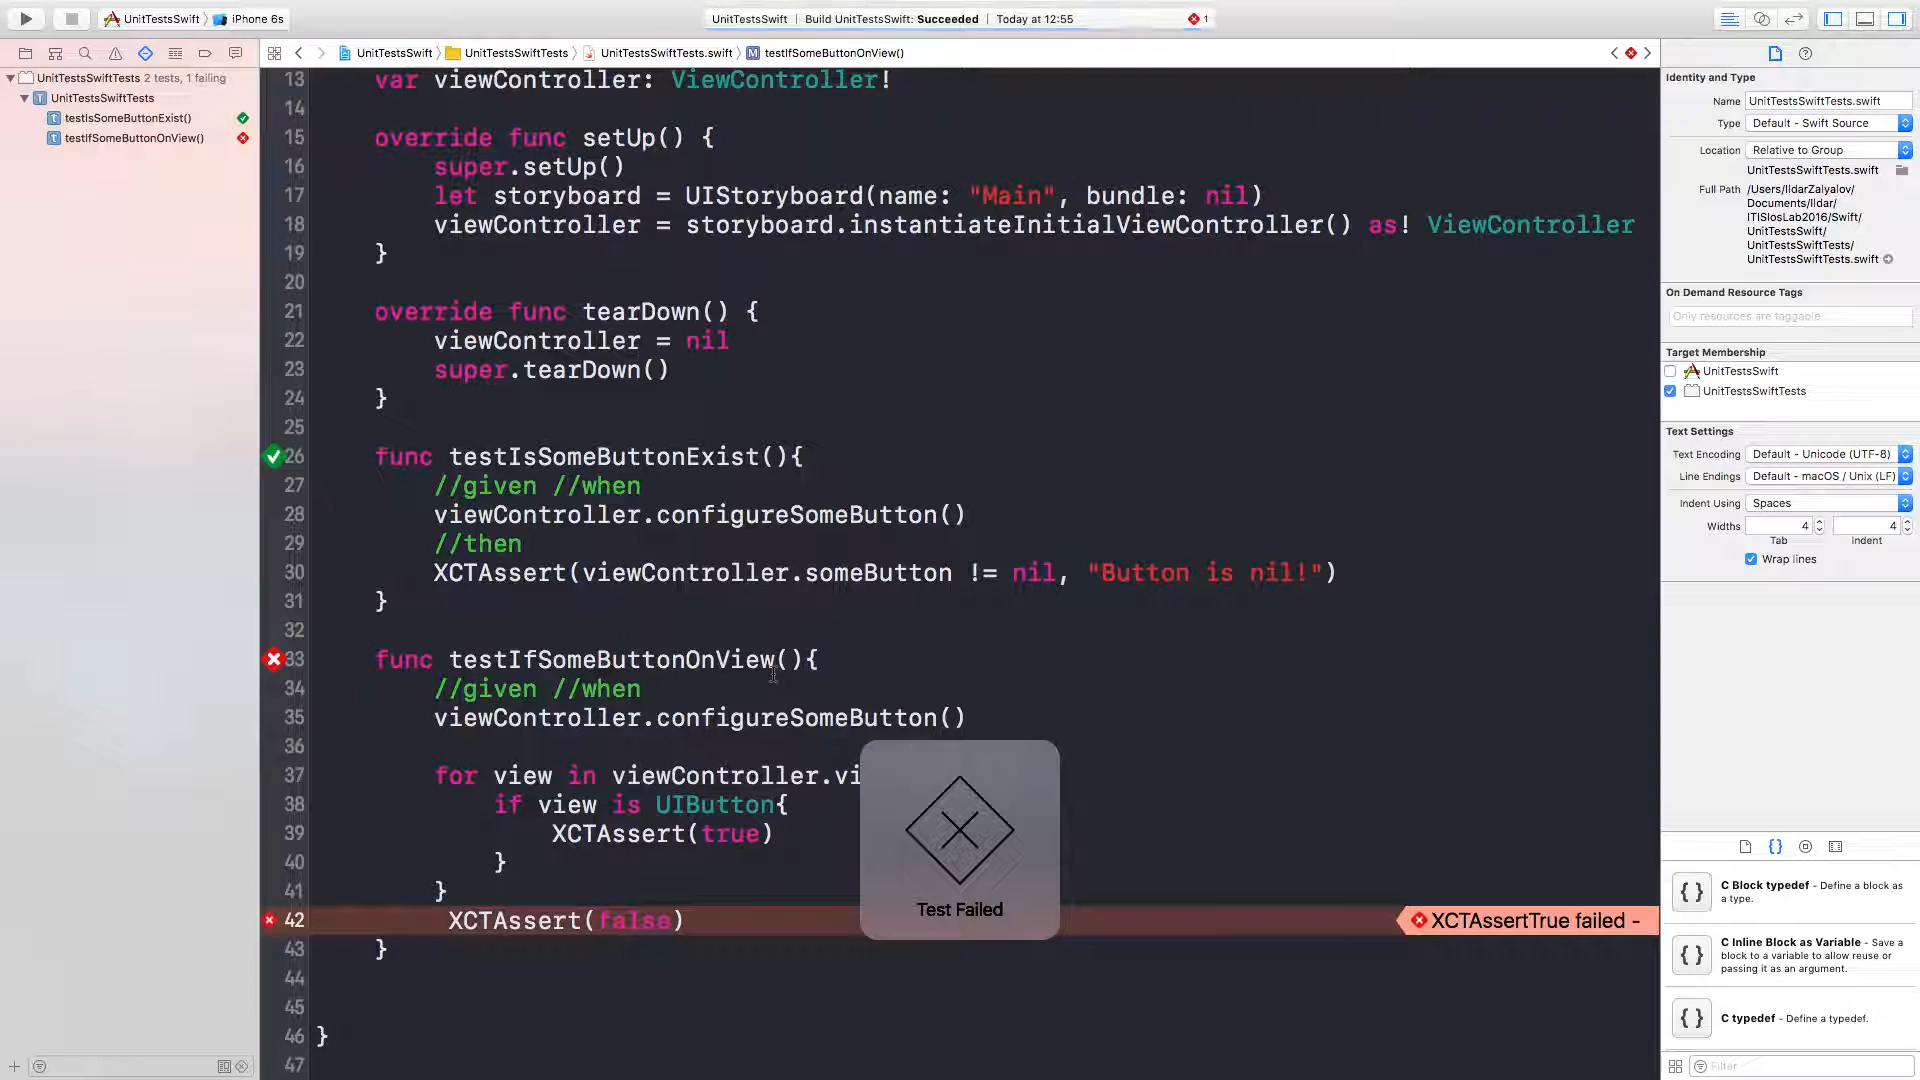 UnitTestsSwift
iPhone 6s
UnitTestsSwift
Build UnitTestsSwift: Succeeded
Today at 12:55
1
UnitTestsSwift
UnitTestsSwiftTests
UnitTestsSwiftTests.swift
M
testIfSomeButtonOnView()
UnitTestsSwiftTests 2 tests, 1 failing
T UnitTestsSwiftTests
t testIsSomeButtonExist()
t testIfSomeButtonOnView()
13 var viewController: ViewController!
14
15 override func setUp() {
16 super.setUp()
17 let storyboard = UIStoryboard(name: "Main", bundle: nil)
18 viewController = storyboard.instantiateInitialViewController() as! ViewController
19 }
20
21 override func tearDown() {
22 viewController = nil
23 super.tearDown()
24 }
25
26 func testIsSomeButtonExist(){
27 //given //when
28 viewController.configureSomeButton()
29 //then
30 XCTAssert(viewController.someButton != nil, "Button is nil!")
31 }
32
33 func testIfSomeButtonOnView(){
34 //given //when
35 viewController.configureSomeButton()
36
37 for view in viewController.vi
38 if view is UIButton{
39 XCTAssert(true)
40 }
41 }
42 XCTAssert(false)
XCTAssertTrue failed -
43 }
44
45
46 }
47
Test Failed
Identity and Type
Name UnitTestsSwiftTests.swift
Type Default - Swift Source
Location Relative to Group
UnitTestsSwiftTests.swift
Full Path /Users/IldarZalyalov/
Documents/Ildar/
ITISIosLab2016/Swift/
UnitTestsSwift/
UnitTestsSwiftTests/
UnitTestsSwiftTests.swift
On Demand Resource Tags
Only resources are taggable
Target Membership
UnitTestsSwift
UnitTestsSwiftTests
Text Settings
Text Encoding Default - Unicode (UTF-8)
Line Endings Default - macOS / Unix (LF)
Indent Using Spaces
Widths 4 4
Tab Indent
Wrap lines
{}
{ } C Block typedef - Define a block as
a type.
{ } C Inline Block as Variable - Save a
block to a variable to allow reuse or
passing it as an argument.
{ } C typedef - Define a typedef.
Filter